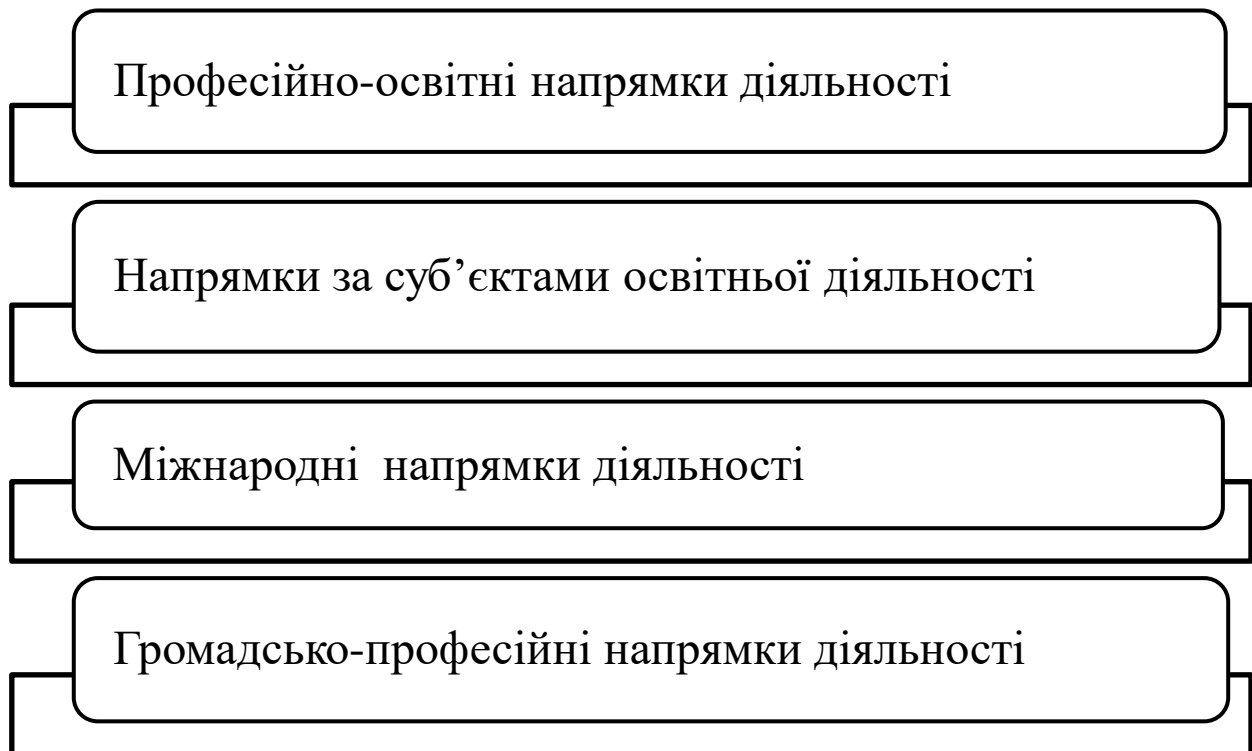 Професійно-освітні напрямки діяльності
Напрямки за суб’єктами освітньої діяльності
Міжнародні  напрямки діяльності
Громадсько-професійні напрямки діяльності